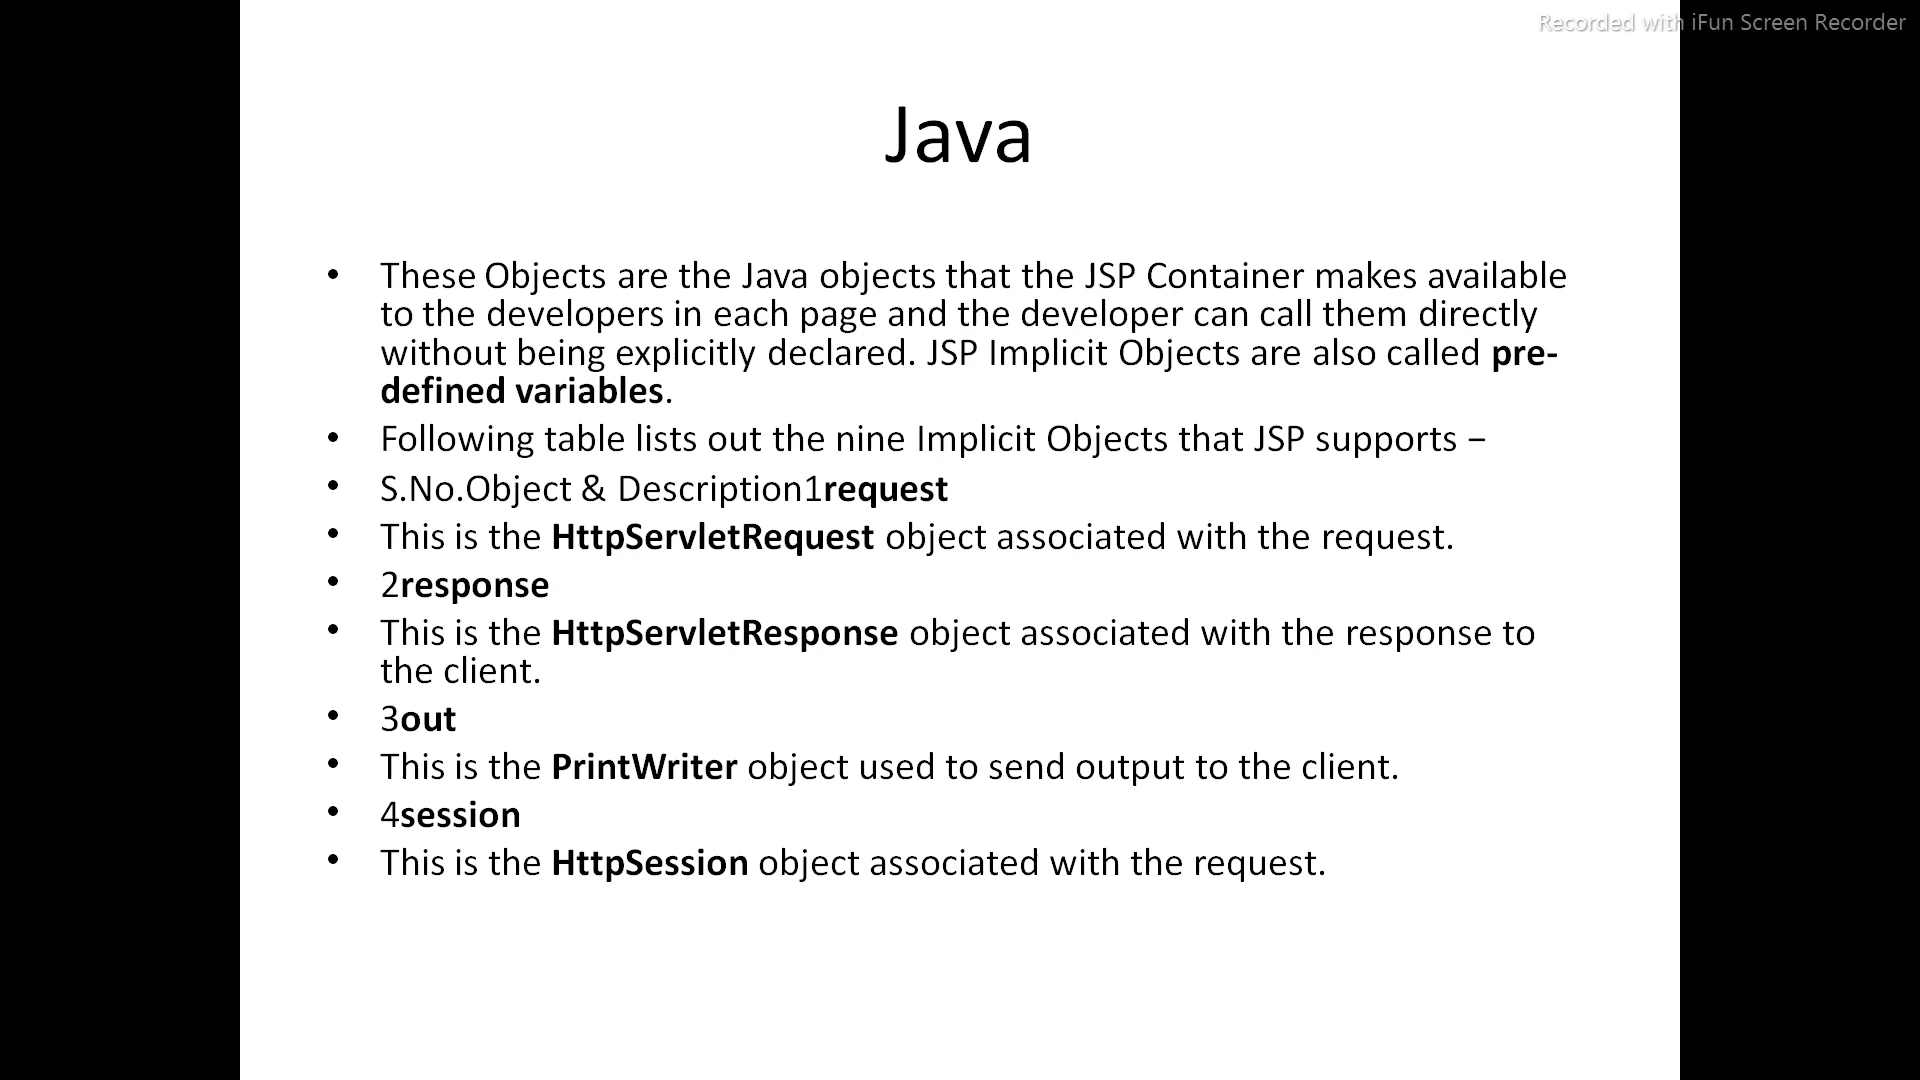 Recorded with iFun Screen Recorder
Java
• These Objects are the Java objects that the JSP Container makes available
to the developers in each page and the developer can call them directly
without being explicitly declared. JSP Implicit Objects are also called pre-
defined variables.
• Following table lists out the nine Implicit Objects that JSP supports −
• S.No.Object & Description1request
• This is the HttpServletRequest object associated with the request.
• 2response
• This is the HttpServletResponse object associated with the response to
the client.
• 3out
• This is the PrintWriter object used to send output to the client.
• 4session
• This is the HttpSession object associated with the request.